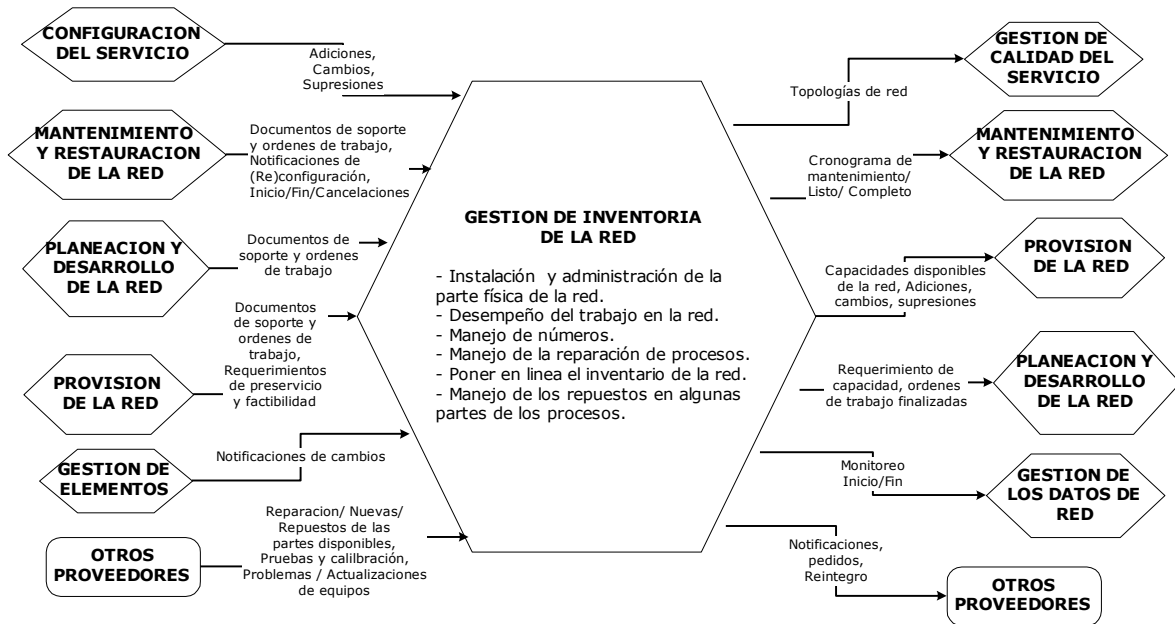 CONFIGURACION
DEL SERVICIO
Adiciones,
Cambios,
Supresiones
MANTENIMIENTO
Y RESTAURACION
DE LA RED
Documentos de soporte
y ordenes de trabajo,
Notificaciones de
(Re)configuración,
Inicio/Fin/Cancelaciones
PLANEACION Y
DESARROLLO
DE LA RED
Documentos de
soporte y ordenes
de trabajo
PROVISION
DE LA RED
Documentos
de soporte y
ordenes de
trabajo,
Requerimientos
de preservicio
y factibilidad
GESTION DE
ELEMENTOS
Notificaciones de cambios
OTROS
PROVEEDORES
Reparacion/ Nuevas/
Repuestos de las
partes disponibles,
Pruebas y calilbración,
Problemas / Actualizaciones
de equipos
GESTION DE INVENTORIA
DE LA RED
- Instalación y administración de la
parte física de la red.
- Desempeño del trabajo en la red.
- Manejo de números.
- Manejo de la reparación de procesos.
- Poner en linea el inventario de la red.
- Manejo de los repuestos en algunas
partes de los procesos.
Topologías de red
GESTION DE
CALIDAD DEL
SERVICIO
Cronograma de
mantenimiento/
Listo/ Completo
MANTENIMIENTO
Y RESTAURACION
DE LA RED
Capacidades disponibles
de la red, Adiciones,
cambios, supresiones
PROVISION
DE LA RED
Requerimiento de
capacidad, ordenes
de trabajo finalizadas
PLANEACION Y
DESARROLLO
DE LA RED
Monitoreo
Inicio/Fin
GESTION DE
LOS DATOS DE
RED
Notificaciones,
pedidos,
Reintegro
OTROS
PROVEEDORES